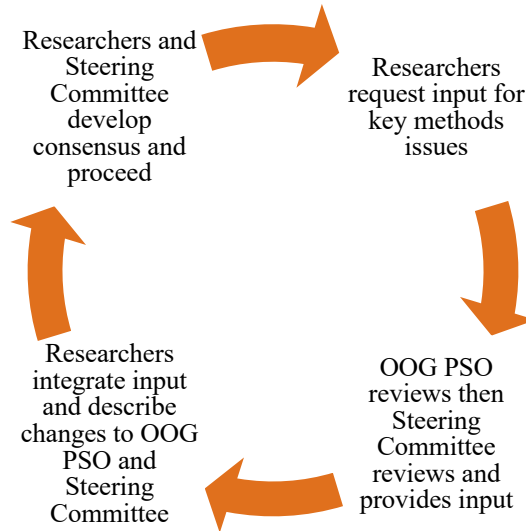 Researchers and
Steering
Committee
develop
consensus and
proceed
Researchers
request input for
key methods
issues
OOG PSO
reviews then
Steering
Committee
reviews and
provides input
Researchers
integrate input
and describe
changes to OOG
PSO and
Steering
Committee